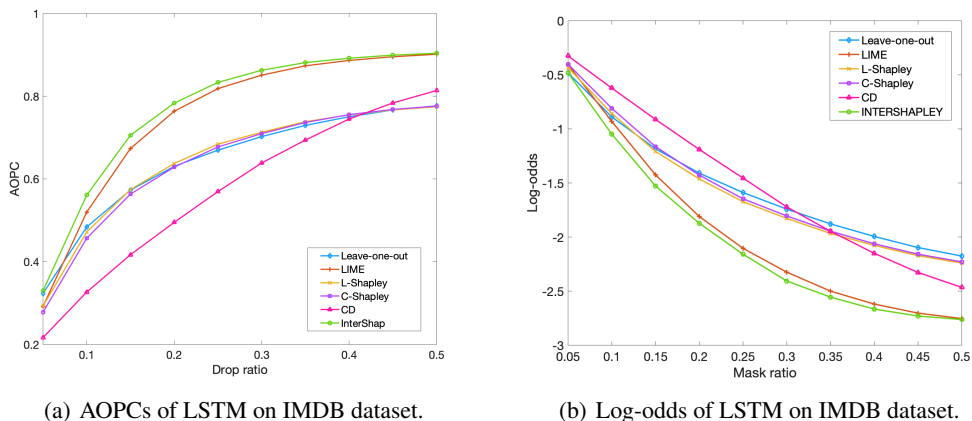 1
0.8
0.6
0.4
0.2
AOPC
0.1
0.2
0.3
0.4
0.5
Drop ratio
Leave-one-out
LIME
L-Shapley
C-Shapley
CD
InterShap
(a) AOPCs of LSTM on IMDB dataset.
0
-0.5
-1
-1.5
-2
-2.5
-3
Log-odds
0.05
0.1
0.15
0.2
0.25
0.3
0.35
0.4
0.45
0.5
Mask ratio
Leave-one-out
LIME
L-Shapley
C-Shapley
CD
INTERSHAPLEY
(b) Log-odds of LSTM on IMDB dataset.